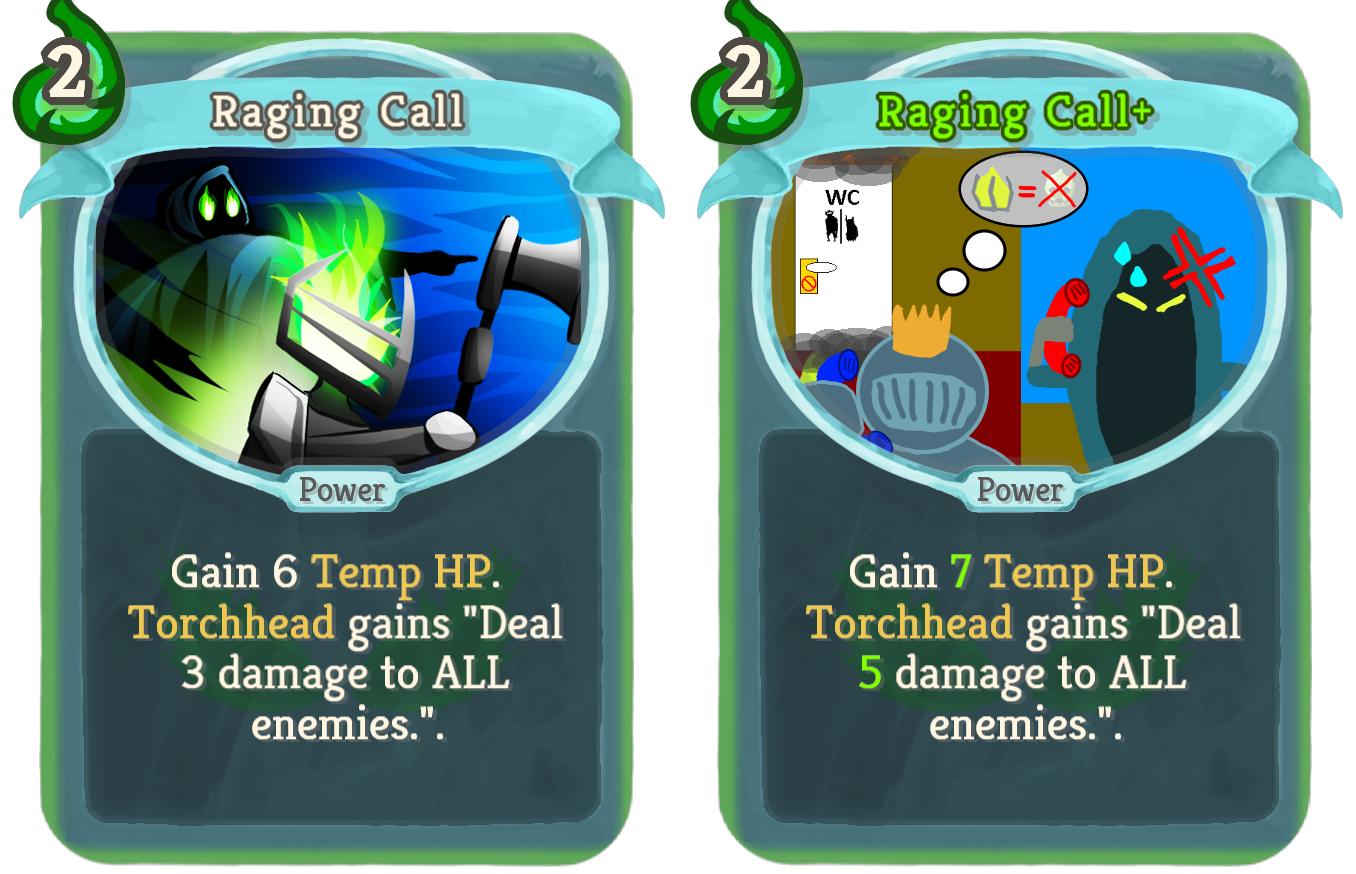 2
Raging Call
Power
Gain 6 Temp HP.
Torchhead gains "Deal
3 damage to ALL
enemies.".
2
Raging Call+
WC
=
Power
Gain 7 Temp HP.
Torchhead gains "Deal
5 damage to ALL
enemies.".